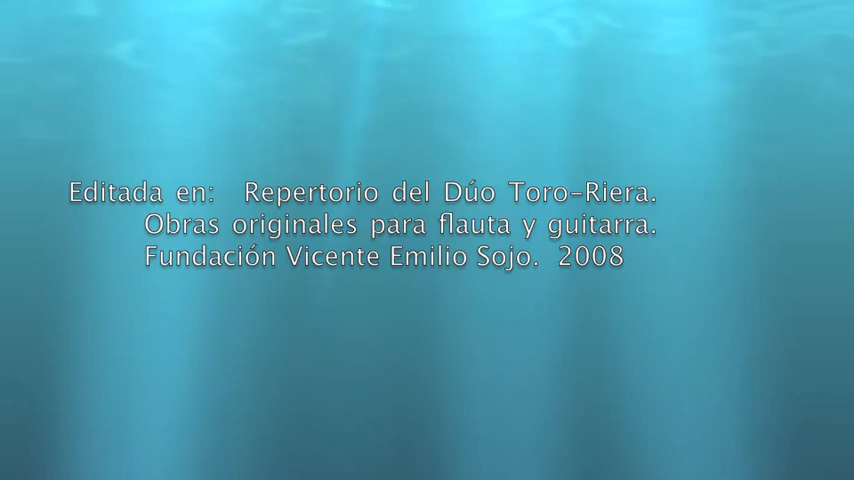 Editada en: Repertorio del Dúo Toro-Riera.
Obras originales para flauta y guitarra.
Fundación Vicente Emilio Sojo. 2008